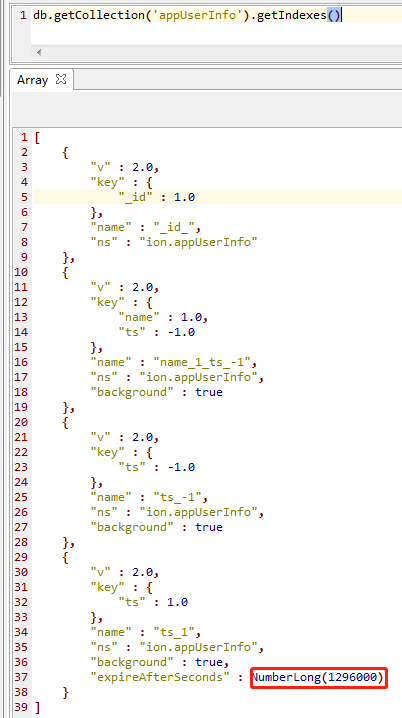 1 db.getCollection('appUserInfo').getIndexes()
Array
1 [
2 {
3 "v" : 2.0,
4 "key" : {
5 "_id" : 1.0
6 },
7 "name" : "_id_",
8 "ns" : "ion.appUserInfo"
9 },
10 {
11 "v" : 2.0,
12 "key" : {
13 "name" : 1.0,
14 "ts" : -1.0
15 },
16 "name" : "name_1_ts_-1",
17 "ns" : "ion.appUserInfo",
18 "background" : true
19 },
20 {
21 "v" : 2.0,
22 "key" : {
23 "ts" : -1.0
24 },
25 "name" : "ts_-1",
26 "ns" : "ion.appUserInfo",
27 "background" : true
28 },
29 {
30 "v" : 2.0,
31 "key" : {
32 "ts" : 1.0
33 },
34 "name" : "ts_1",
35 "ns" : "ion.appUserInfo",
36 "background" : true,
37 "expireAfterSeconds" : NumberLong(1296000)
38 }
39 ]